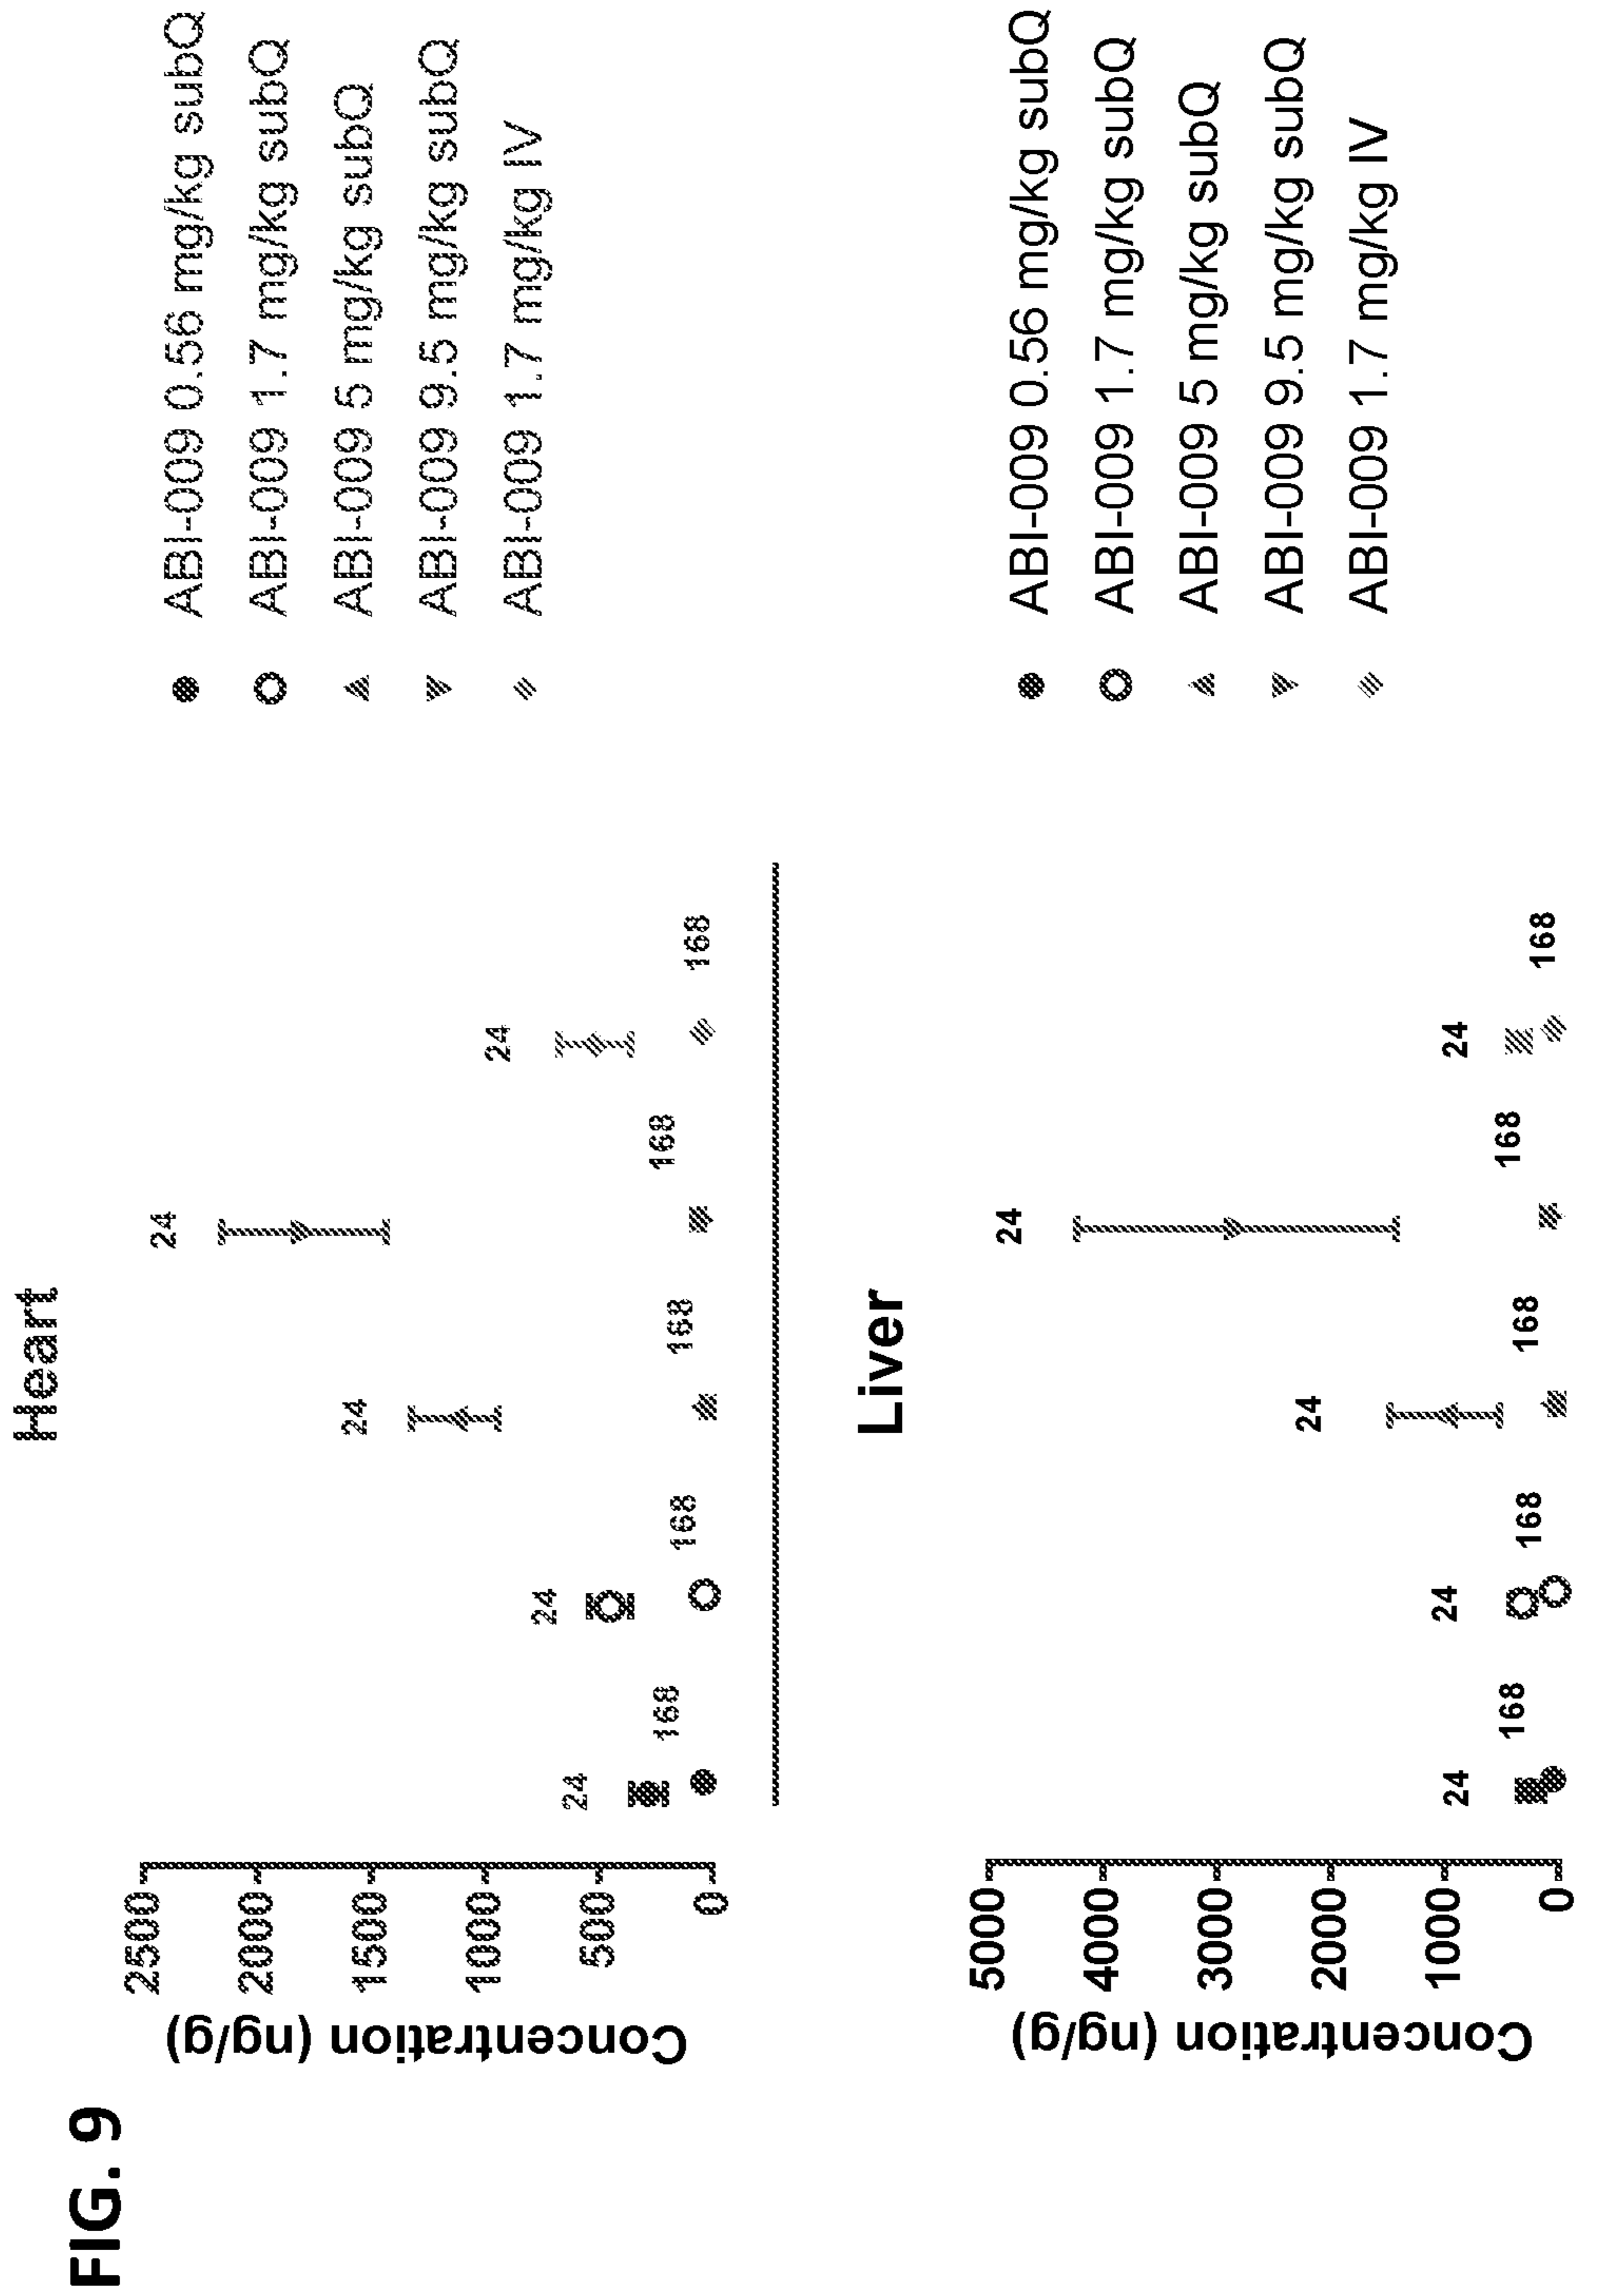 FIG. 9
Heart
Concentration (ng/g)
2500
2000
1500
1000
500
0
24
168
24
168
24
168
24
168
24
168
ABI-009 0.56 mg/kg subQ
ABI-009 1.7 mg/kg subQ
ABI-009 5 mg/kg subQ
ABI-009 9.5 mg/kg subQ
ABI-009 1.7 mg/kg IV
Liver
Concentration (ng/g)
5000
4000
3000
2000
1000
0
24
168
24
168
24
168
24
168
24
168
ABI-009 0.56 mg/kg subQ
ABI-009 1.7 mg/kg subQ
ABI-009 5 mg/kg subQ
ABI-009 9.5 mg/kg subQ
ABI-009 1.7 mg/kg IV